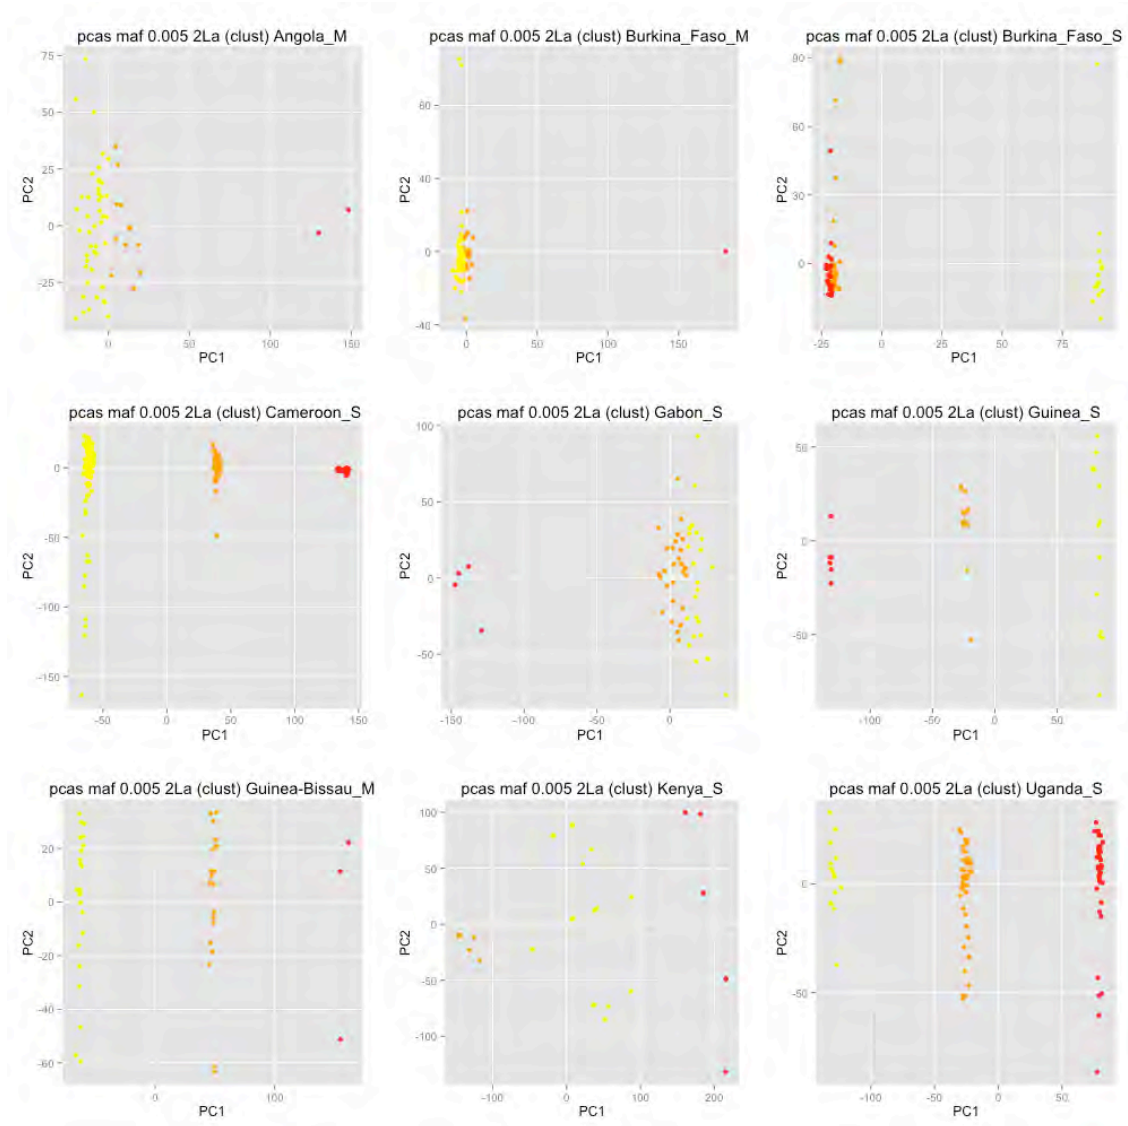 pcas maf 0.005 2La (clust) Angola_M
75
50
25
0
-25
PC2
0
50
100
150
PC1
pcas maf 0.005 2La (clust) Burkina_Faso_M
60
40
20
0
-40
PC2
0
50
100
150
PC1
pcas maf 0.005 2La (clust) Burkina_Faso_S
80
60
30
0
PC2
-25
0
25
50
75
PC1
pcas maf 0.005 2La (clust) Cameroon_S
0
-50
-100
-150
PC2
-50
0
50
100
150
PC1
pcas maf 0.005 2La (clust) Gabon_S
100
50
0
-50
PC2
-150
-100
-50
0
PC1
pcas maf 0.005 2La (clust) Guinea_S
50
0
-50
PC2
-100
-50
0
50
PC1
pcas maf 0.005 2La (clust) Guinea-Bissau_M
20
0
-20
-40
-60
PC2
0
100
PC1
pcas maf 0.005 2La (clust) Kenya_S
100
50
0
-50
-100
PC2
-100
0
100
200
PC1
pcas maf 0.005 2La (clust) Uganda_S
0
-50
PC2
-100
-50
0
50
PC1